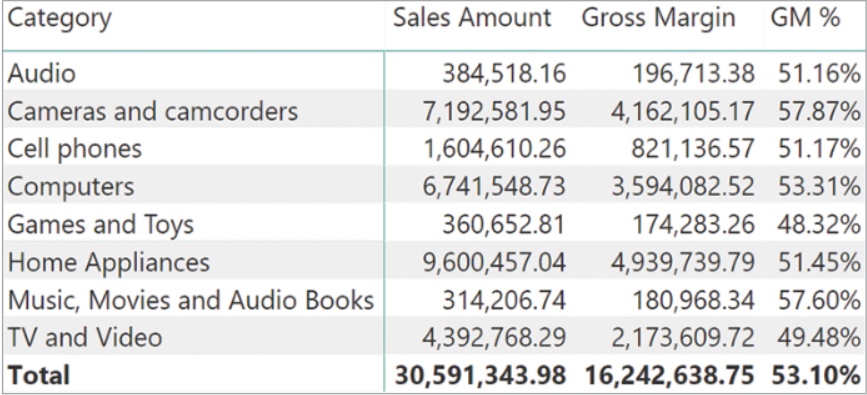 Category Sales Amount Gross Margin GM %
Audio 384,518.16 196,713.38 51.16%
Cameras and camcorders 7,192,581.95 4,162,105.17 57.87%
Cell phones 1,604,610.26 821,136.57 51.17%
Computers 6,741,548.73 3,594,082.52 53.31%
Games and Toys 360,652.81 174,283.26 48.32%
Home Appliances 9,600,457.04 4,939,739.79 51.45%
Music, Movies and Audio Books 314,206.74 180,968.34 57.60%
TV and Video 4,392,768.29 2,173,609.72 49.48%
Total 30,591,343.98 16,242,638.75 53.10%